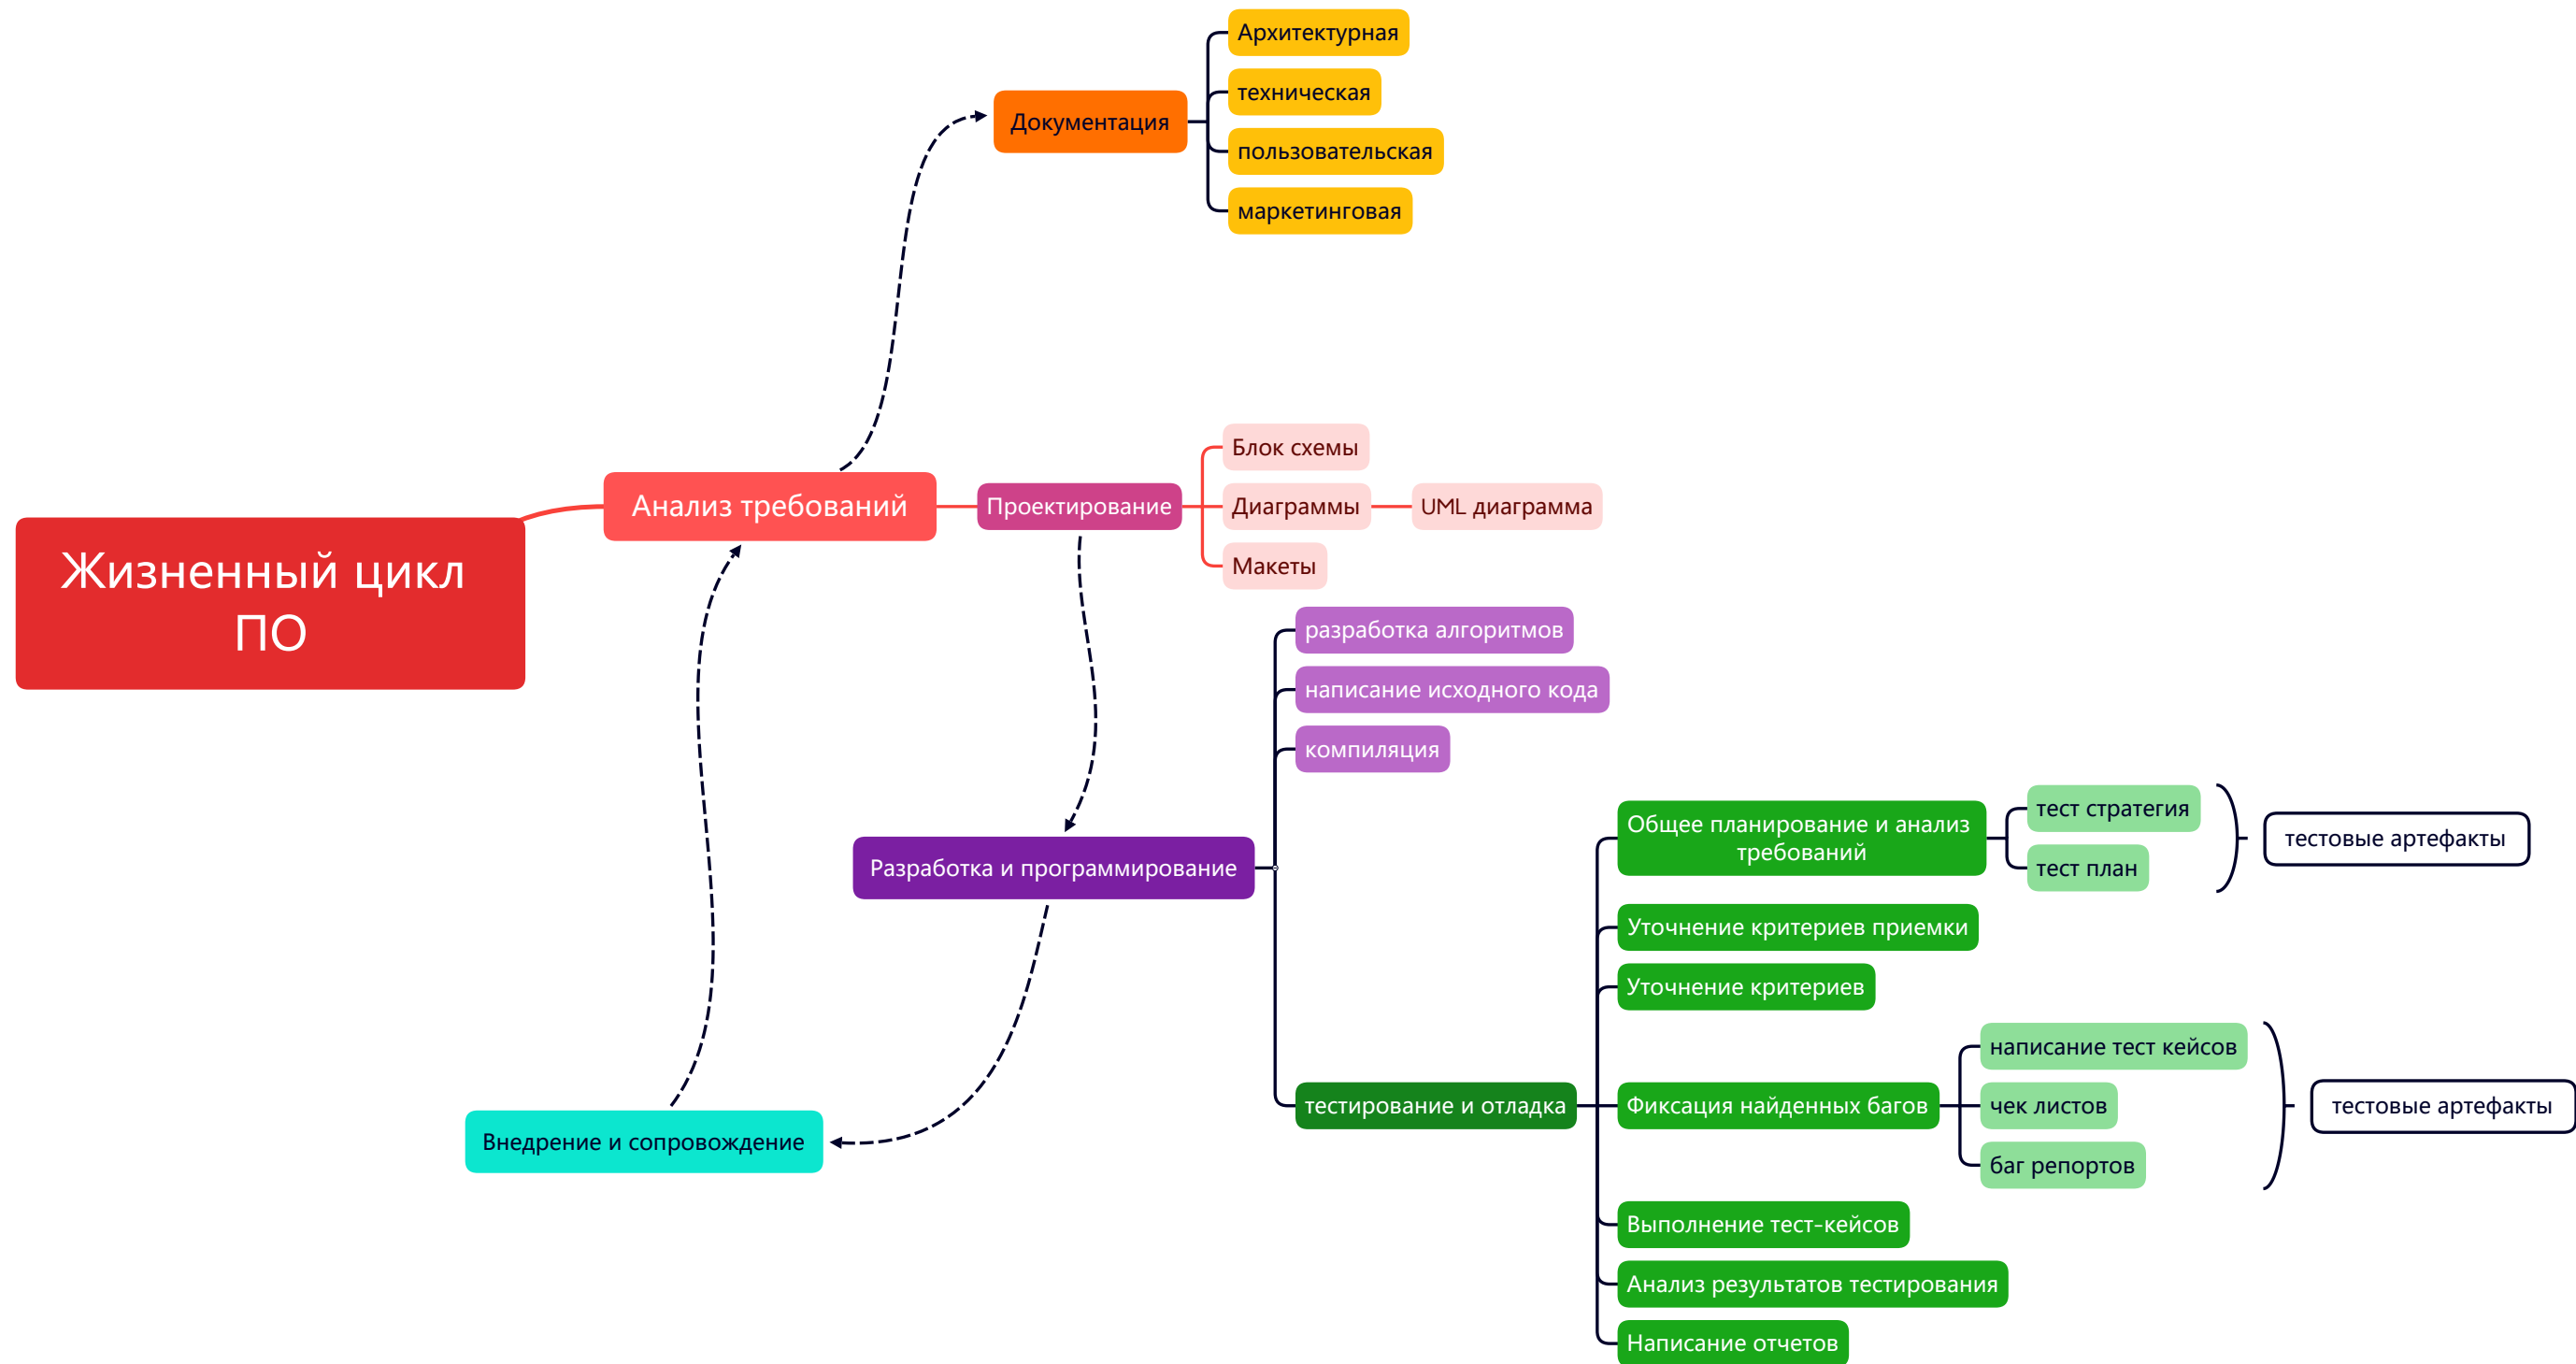 Архитектурная
техническая
Документация
пользовательская
маркетинговая
Блок схемы
Анализ требований
Проектирование
Диаграммы
UML диаграмма
Макеты
Жизненный цикл
ПО
разработка алгоритмов
написание исходного кода
компиляция
Разработка и программирование
Общее планирование и анализ
требований
тест стратегия
тест план
тестовые артефакты
Уточнение критериев приемки
Уточнение критериев
тестирование и отладка
Фиксация найденных багов
написание тест кейсов
чек листов
баг репортов
тестовые артефакты
Внедрение и сопровождение
Выполнение тест-кейсов
Анализ результатов тестирования
Написание отчетов